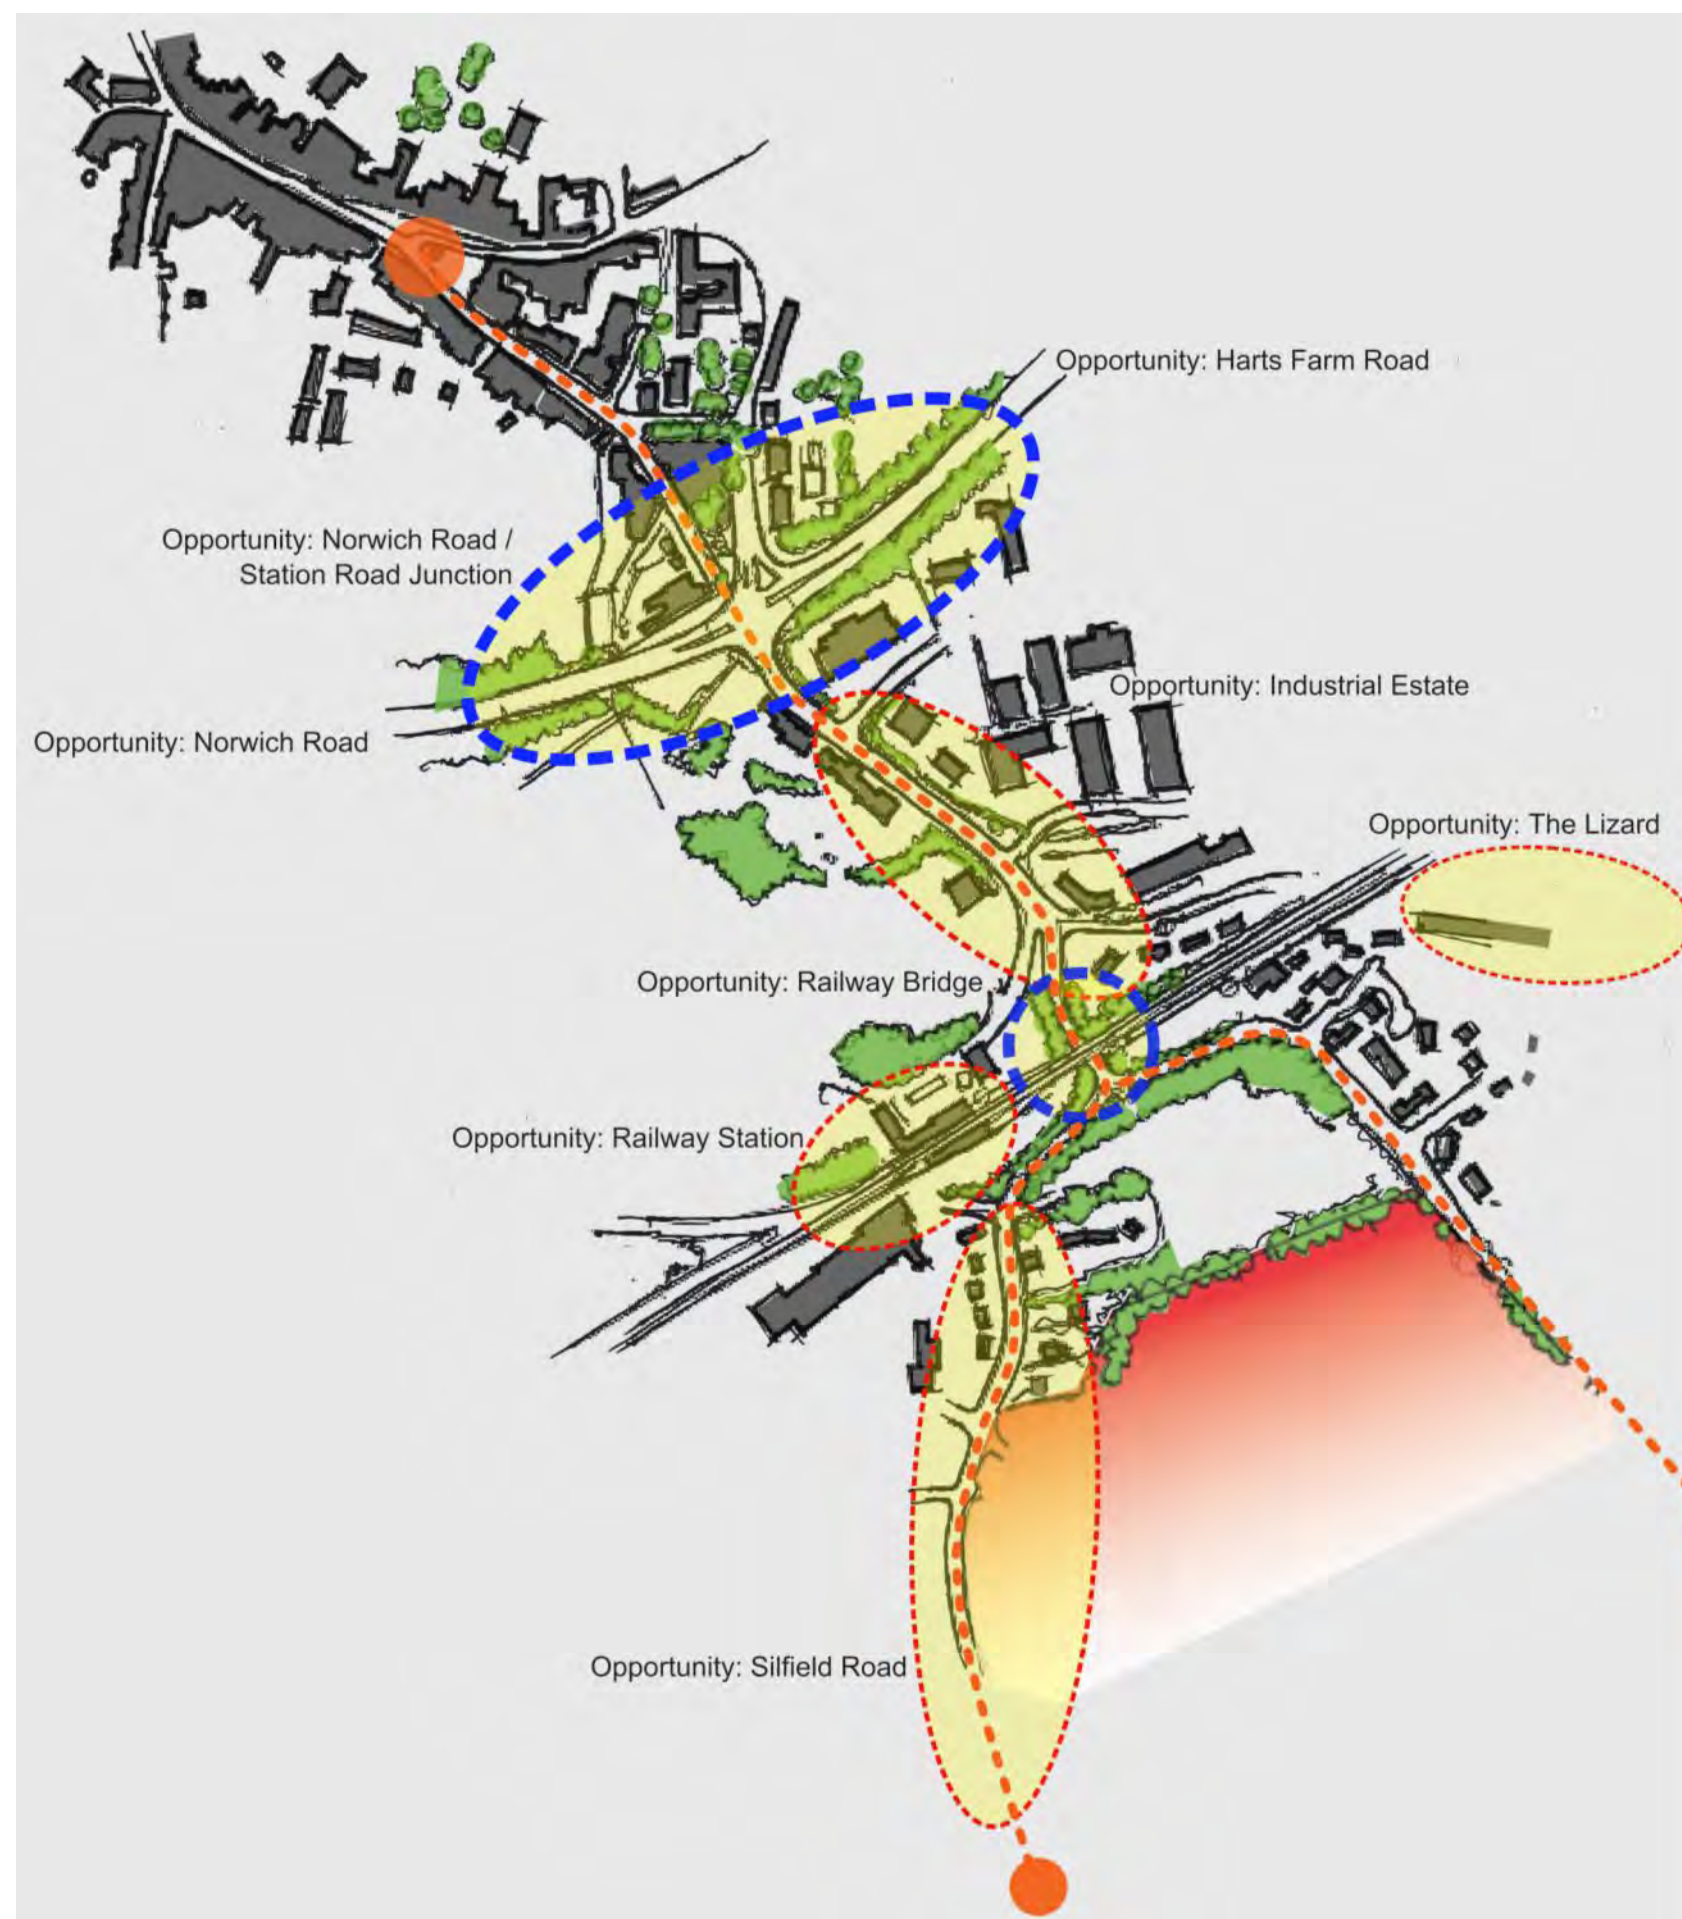 Opportunity: Harts Farm Road
Opportunity: Norwich Road /
Station Road Junction
Opportunity: Industrial Estate
Opportunity: Norwich Road
Opportunity: The Lizard
Opportunity: Railway Bridge
Opportunity: Railway Station
Opportunity: Silfield Road